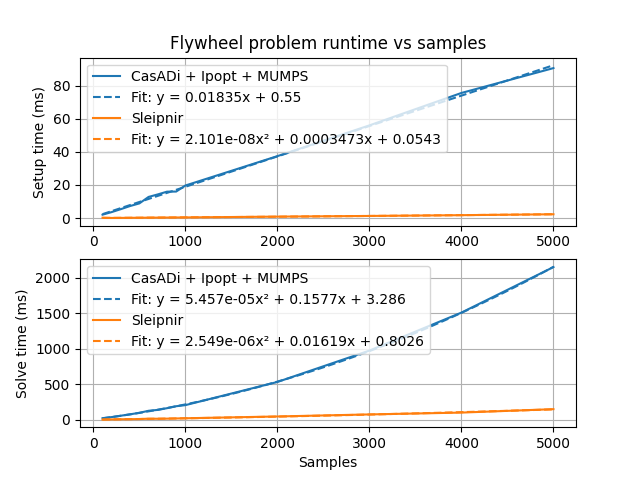 Flywheel problem runtime vs samples
Setup time (ms)
80
60
40
20
0
CasADi + Ipopt + MUMPS
Fit: y = 0.01835x + 0.55
Sleipnir
Fit: y = 2.101e-08x² + 0.0003473x + 0.0543
0 1000 2000 3000 4000 5000
Solve time (ms)
2000
1500
1000
500
0
CasADi + Ipopt + MUMPS
Fit: y = 5.457e-05x² + 0.1577x + 3.286
Sleipnir
Fit: y = 2.549e-06x² + 0.01619x + 0.8026
0 1000 2000 3000 4000 5000
Samples